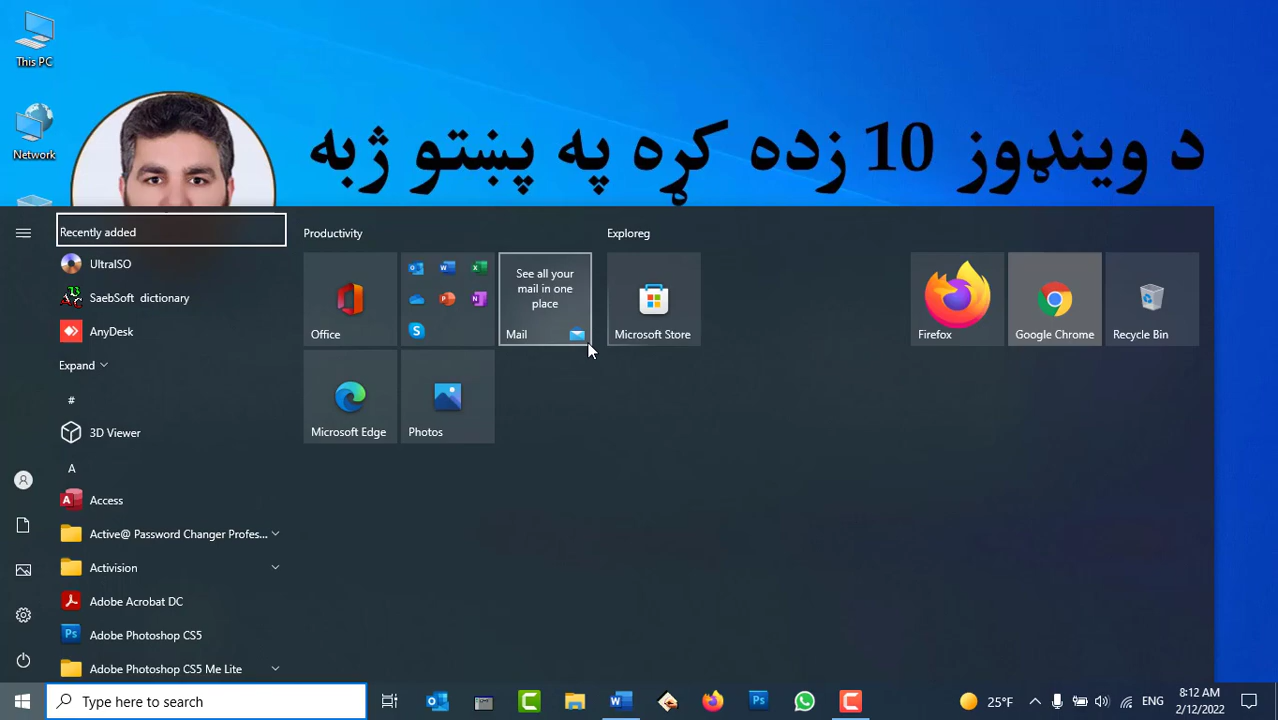 This PC
Network
د وينډوز 10 زده کړه په پښتو ژبه
Recently added
UltraISO
SaebSoft dictionary
AnyDesk
Expand
#
3D Viewer
A
Access
Active@ Password Changer Profes...
Activision
Adobe Acrobat DC
Adobe Photoshop CS5
Adobe Photoshop CS5 Me Lite
Productivity
Office
See all your
mail in one
place
Mail
Microsoft Edge
Photos
Exploreg
Microsoft Store
Firefox
Google Chrome
Recycle Bin
Type here to search
25°F
ENG
8:12 AM
2/12/2022